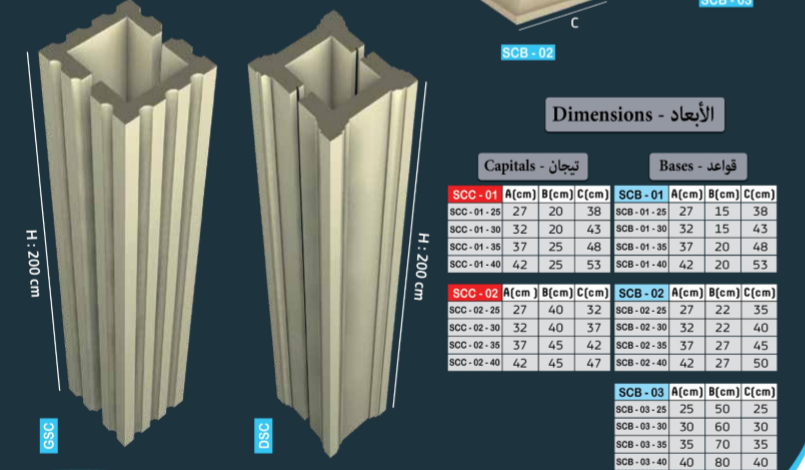 SCB - 03
C
SCB - 02
H : 200 cm
H : 200 cm
GSC
DSC
Dimensions - الأبعاد
Capitals - تيجان
SCC - 01 A(cm) B(cm) C(cm)
SCC - 01 - 25 27 20 38
SCC - 01 - 30 32 20 43
SCC - 01 - 35 37 25 48
SCC - 01 - 40 42 25 53
SCC - 02 A(cm ) B(cm) C(cm)
SCC - 02 - 25 27 40 32
SCC - 02 - 30 32 40 37
SCC - 02 - 35 37 45 42
SCC - 02 - 40 42 45 47
Bases - قواعد
SCB - 01 A(cm) B(cm) C(cm)
SCB - 01 - 25 27 15 38
SCB - 01 - 30 32 15 43
SCB - 01 - 35 37 20 48
SCB - 01 - 40 42 20 53
SCB - 02 A(cm) B(cm) C(cm)
SCB - 02 - 25 27 22 35
SCB - 02 - 30 32 22 40
SCB - 02 - 35 37 27 45
SCB - 02 - 40 42 27 50
SCB - 03 A(cm) B(cm) C(cm)
SCB - 03 - 25 25 50 25
SCB - 03 - 30 30 60 30
SCB - 03 - 35 35 70 35
SCB - 03 - 40 40 80 40